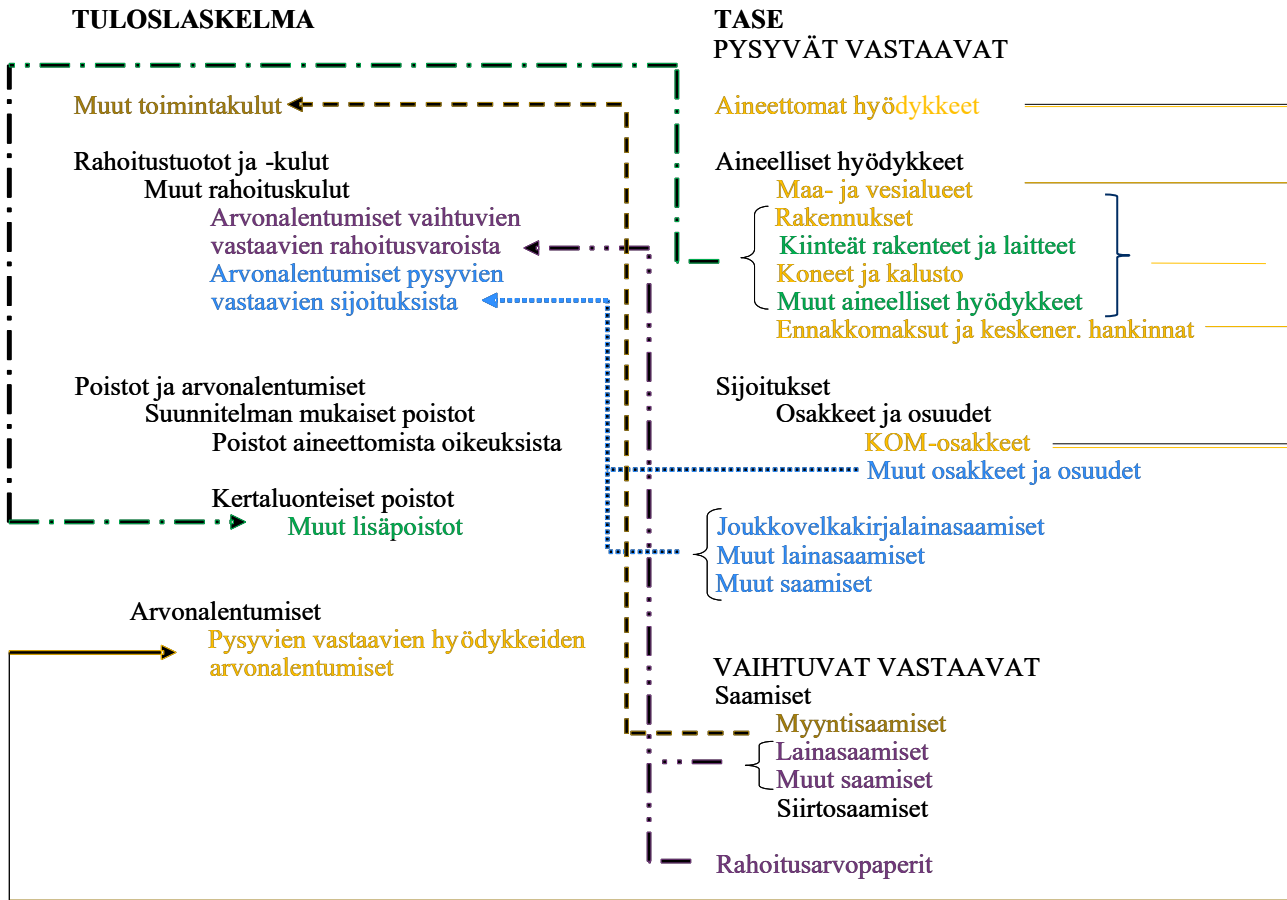 TULOSLASKELMA
Muut toimintakulut
Rahoitustuotot ja -kulut
Muut rahoituskulut
Arvonalentumiset vaihtuvien
vastaavien rahoitusvaroista
Arvonalentumiset pysyvien
vastaavien sijoituksista
Poistot ja arvonalentumiset
Suunnitelman mukaiset poistot
Poistot aineettomista oikeuksista
Kertaluonteiset poistot
Muut lisäpoistot
Arvonalentumiset
Pysyvien vastaavien hyödykkeiden
arvonalentumiset
TASE
PYSYVÄT VASTAAVAT
Aineettomat hyödykkeet
Aineelliset hyödykkeet
Maa- ja vesialueet
Rakennukset
Kiinteät rakenteet ja laitteet
Koneet ja kalusto
Muut aineelliset hyödykkeet
Ennakkomaksut ja keskener. hankinnat
Sijoitukset
Osakkeet ja osuudet
KOM-osakkeet
Muut osakkeet ja osuudet
Joukkovelkakirjalainasaamiset
Muut lainasaamiset
Muut saamiset
VAIHTUVAT VASTAAVAT
Saamiset
Myyntisaamiset
Lainasaamiset
Muut saamiset
Siirtosaamiset
Rahoitusarvopaperit